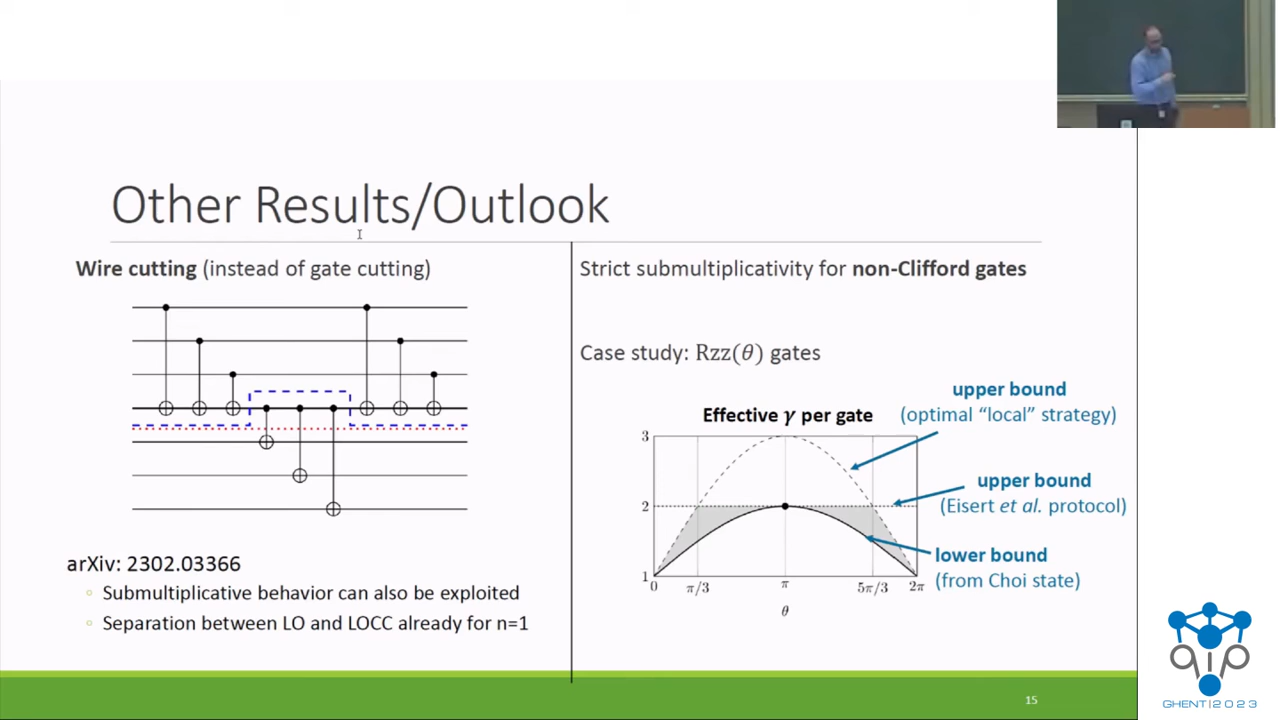 Other Results/Outlook
Wire cutting (instead of gate cutting)
arXiv: 2302.03366
Submultiplicative behavior can also be exploited
Separation between LO and LOCC already for n=1
Strict submultiplicativity for non-Clifford gates
Case study: Rzz(θ) gates
Effective γ per gate
3
2
1
0
π/3
π
5π/3
2π
θ
upper bound
(optimal “local” strategy)
upper bound
(Eisert et al. protocol)
lower bound
(from Choi state)
15
qip
GHENT|2023